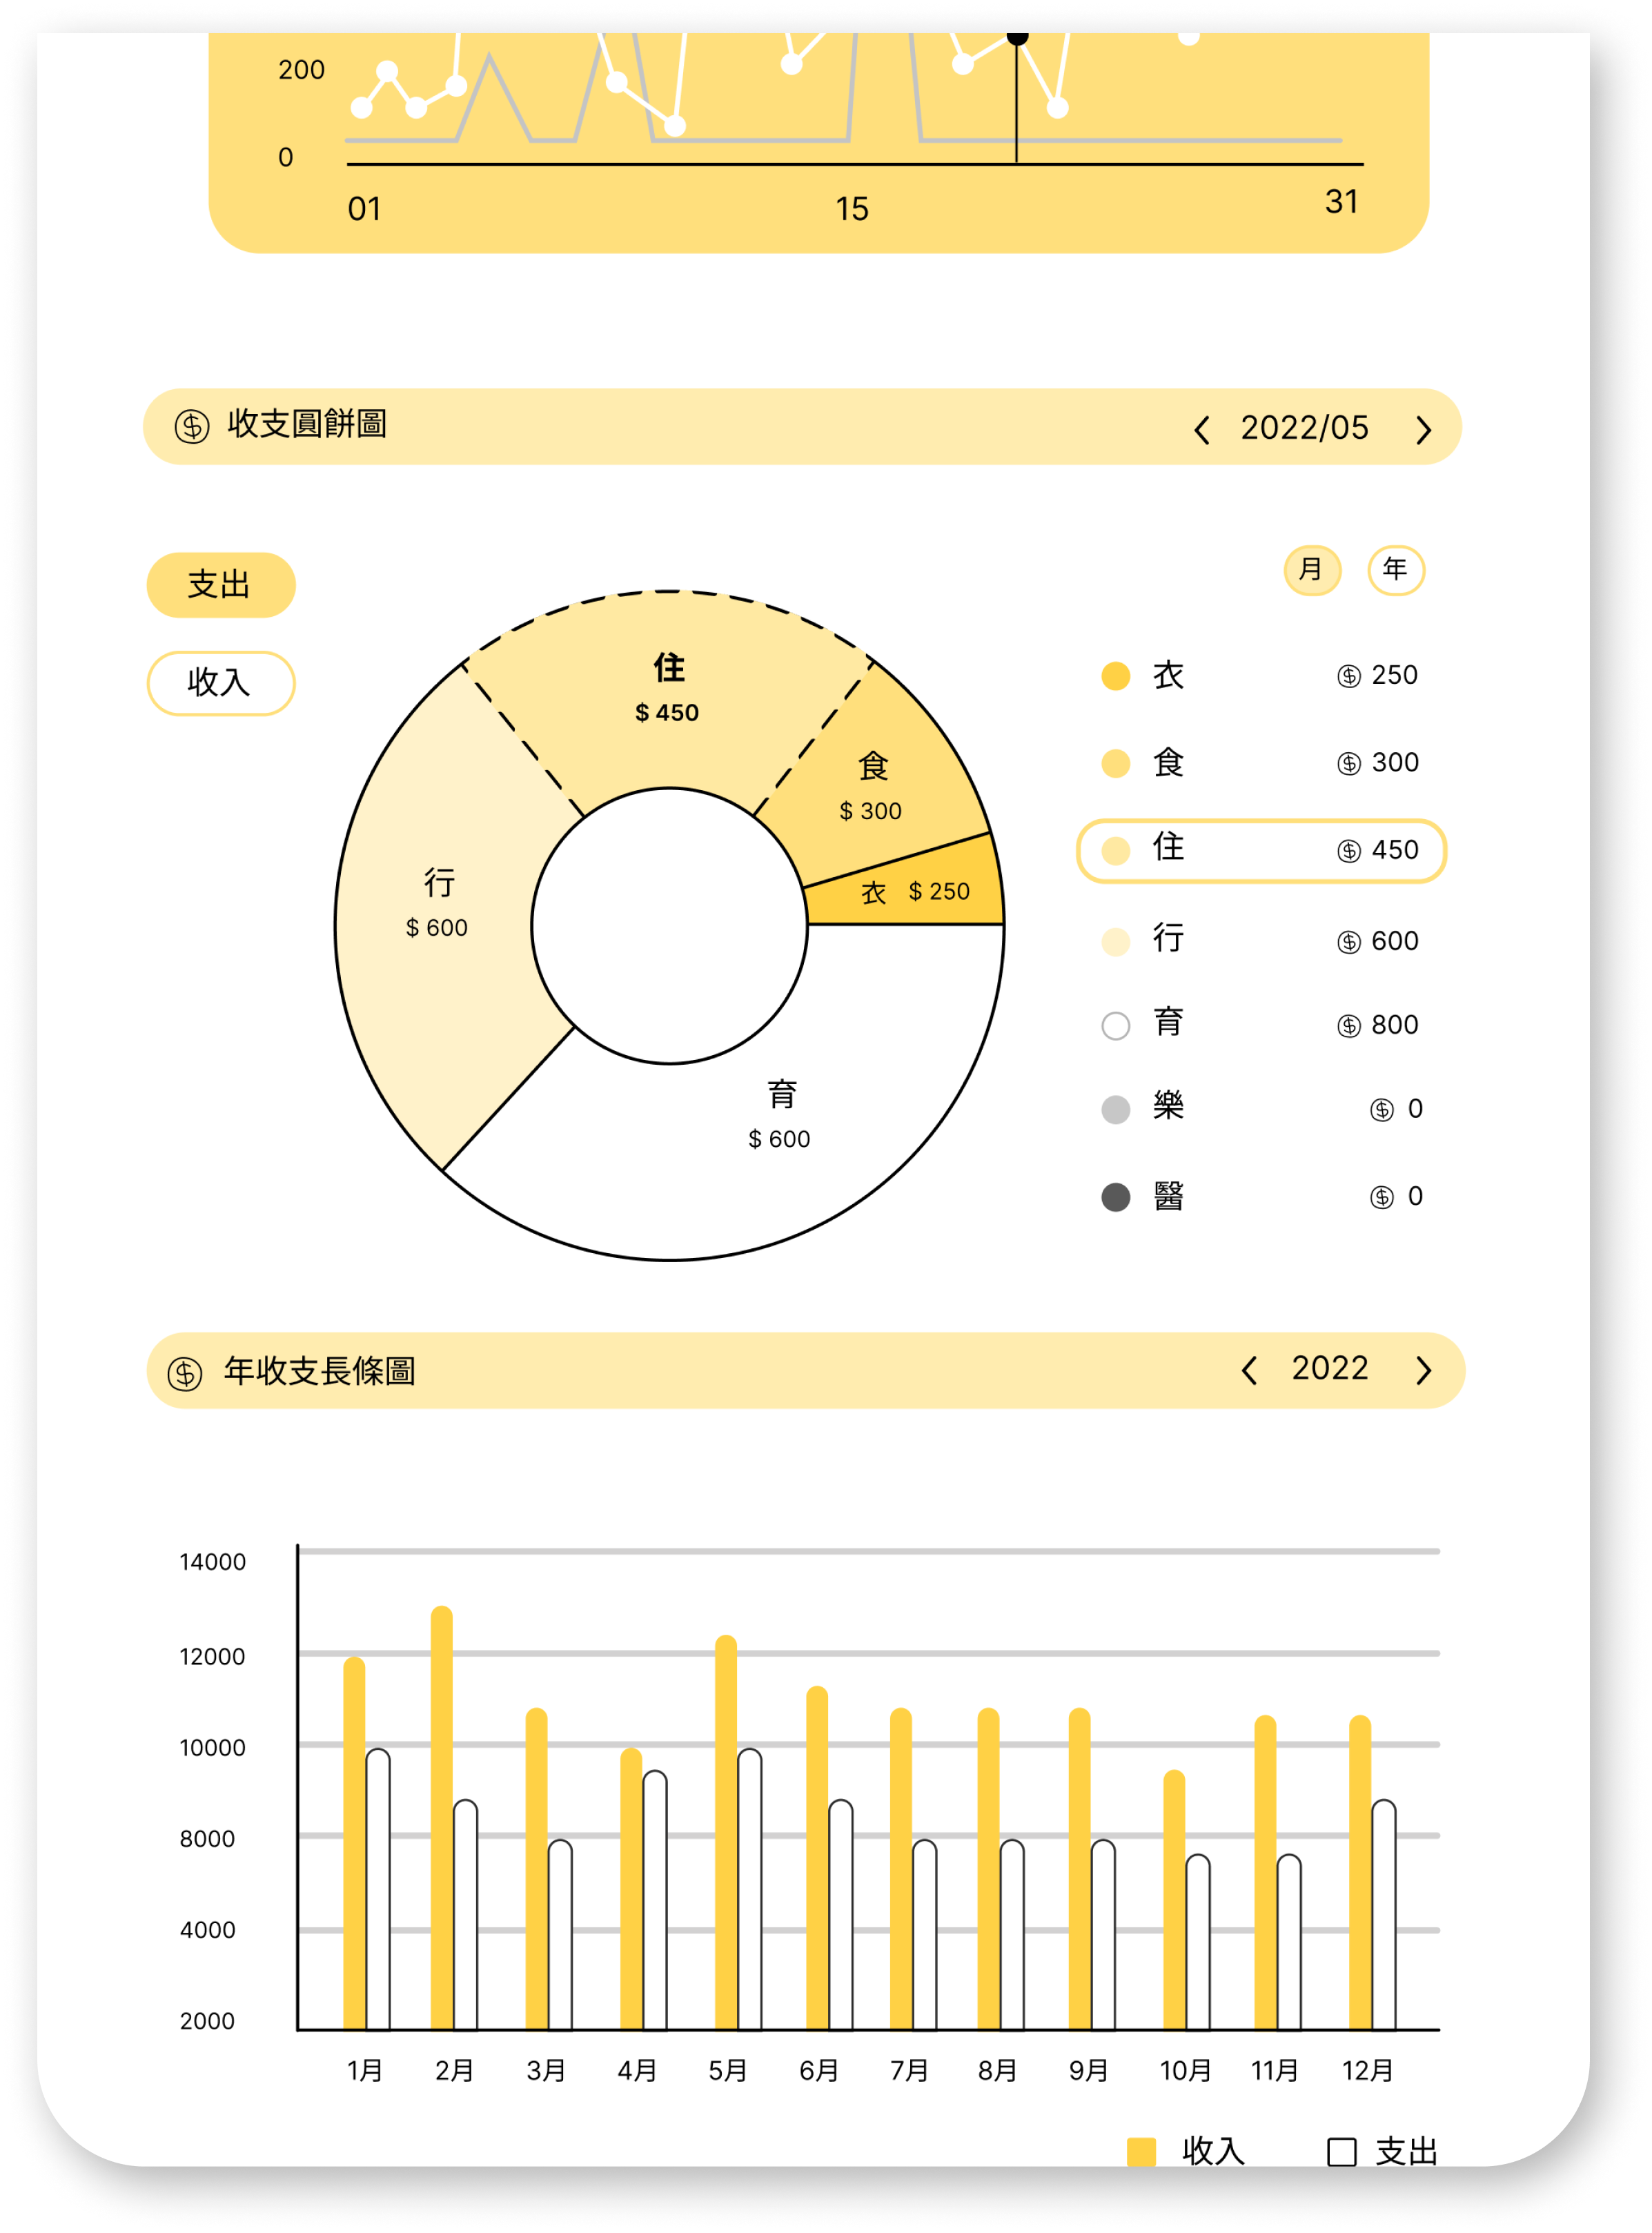 200
0
01 15 31
收支圓餅圖 2022/05
支出
收入
月 年
住
$ 450
食
$ 300
衣 $ 250
行
$ 600
育
$ 600
衣 250
食 300
住 450
行 600
育 800
樂 0
醫 0
年收支長條圖 2022
14000
12000
10000
8000
4000
2000
1月 2月 3月 4月 5月 6月 7月 8月 9月 10月 11月 12月
收入 支出